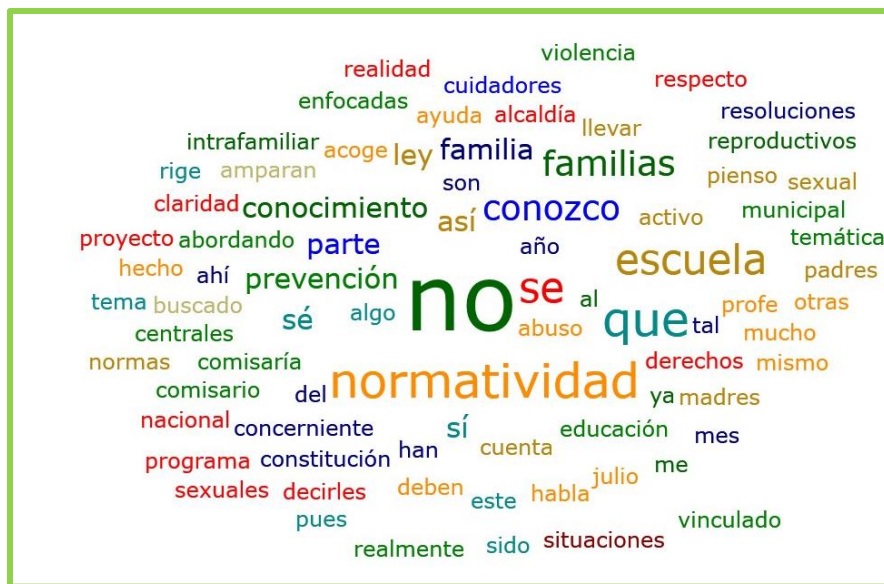 violencia
realidad cuidadores respecto
enfocadas ayuda alcaldía llevar resoluciones
intrafamiliar acoge ley familia familias reproductivos
rige amparan son pienso sexual
claridad conocimiento así conozco activo municipal
proyecto abordando parte año escuela temática
hecho ahí prevención no se padres
tema buscado sé algo abuso al que tal profe otras
centrales mucho
normas comisaría normatividad derechos mismo
comisario del ya madres
nacional concerniente sí educación mes
programa constitución han cuenta me
sexuales decirles deben este habla julio
pues vinculado
realmente sido situaciones